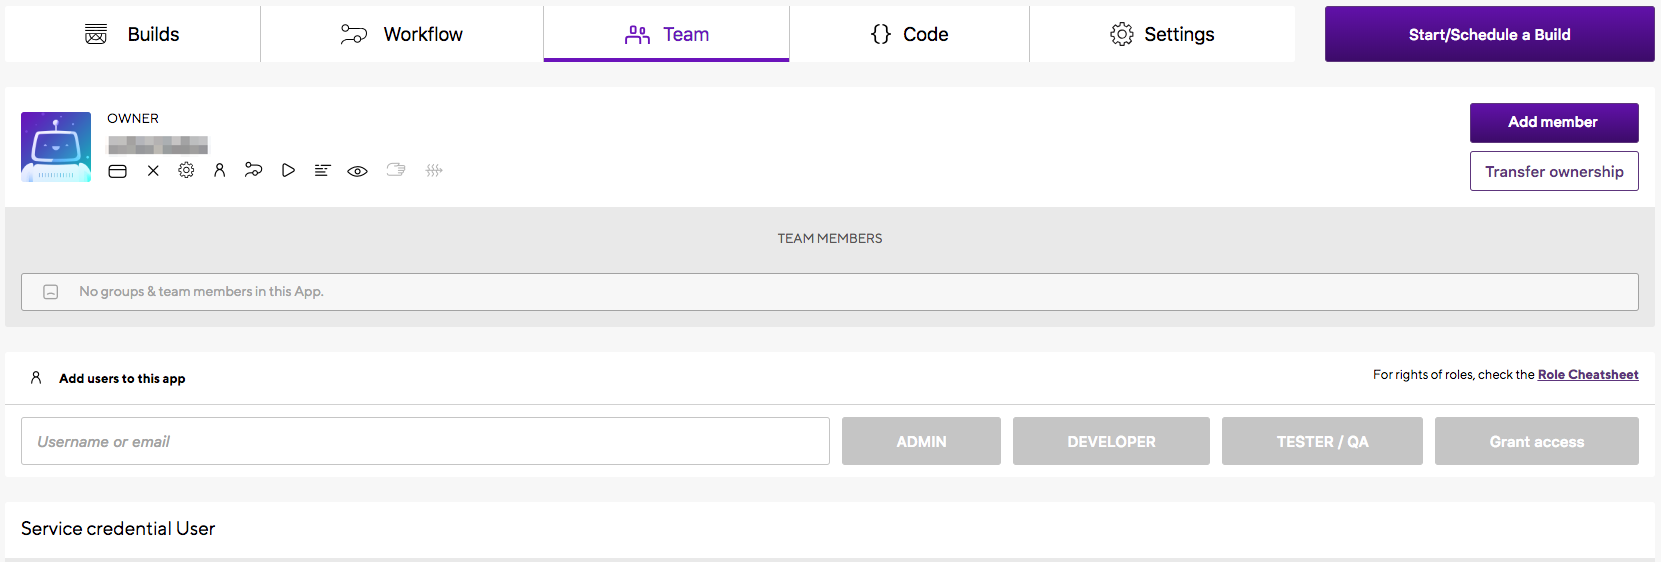 Builds
Workflow
Team
Code
Settings
Start/Schedule a Build
OWNER
Add member
Transfer ownership
TEAM MEMBERS
No groups & team members in this App.
Add users to this app
For rights of roles, check the Role Cheatsheet
Username or email
ADMIN
DEVELOPER
TESTER / QA
Grant access
Service credential User